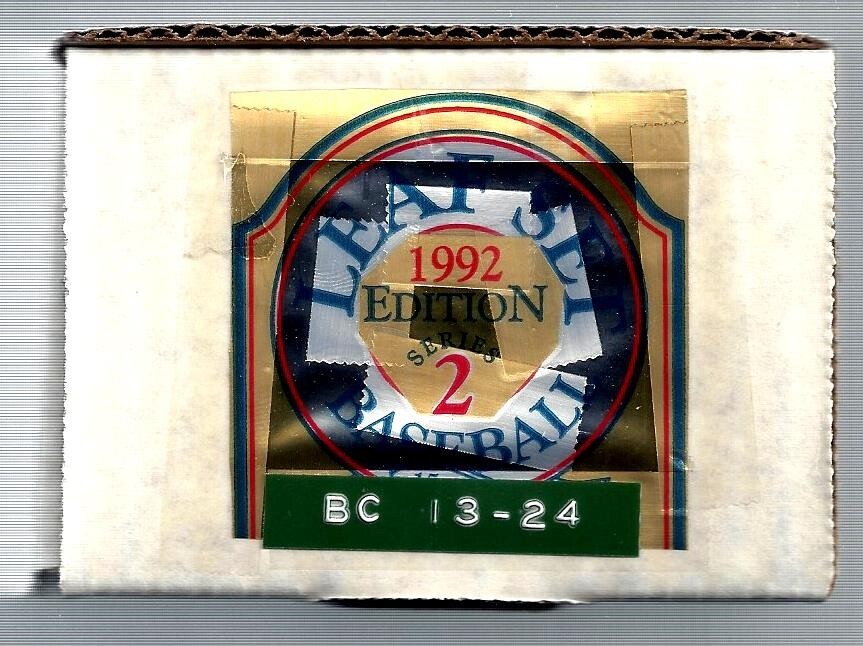 LEAF SET
1992
EDITION
SERIES
2
BASEBALL
BC 13-24